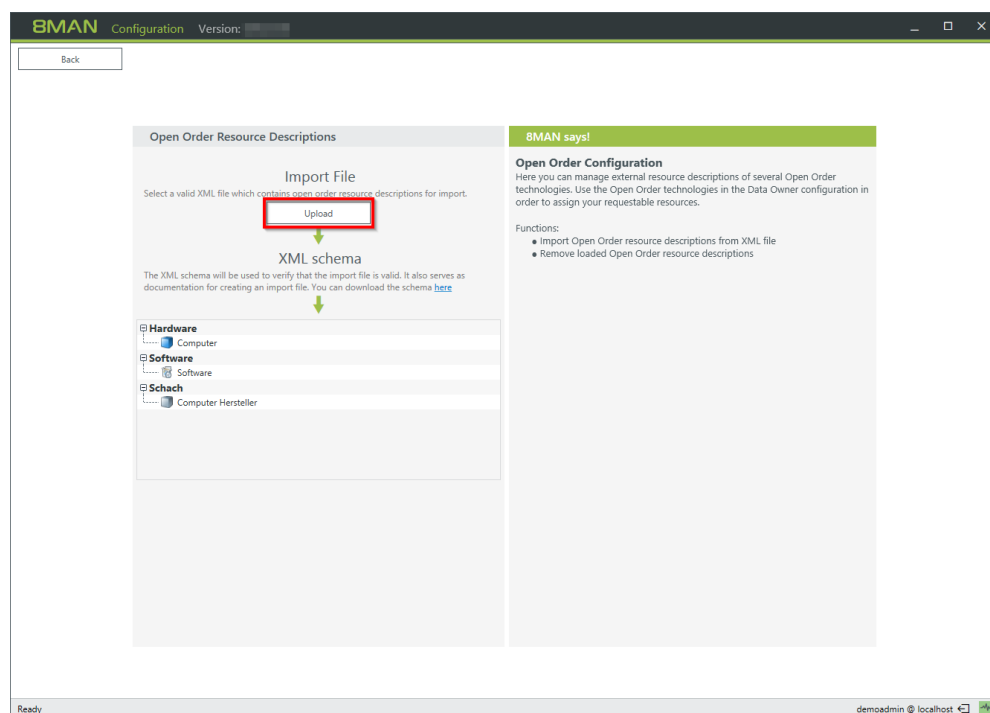 8MAN Configuration Version:
Back
Open Order Resource Descriptions
Import File
Select a valid XML file which contains open order resource descriptions for import.
Upload
XML schema
The XML schema will be used to verify that the import file is valid. It also serves as
documentation for creating an import file. You can download the schema here
Hardware
Computer
Software
Software
Schach
Computer Hersteller
8MAN says!
Open Order Configuration
Here you can manage external resource descriptions of several Open Order
technologies. Use the Open Order technologies in the Data Owner configuration in
order to assign your requestable resources.
Functions:
● Import Open Order resource descriptions from XML file
● Remove loaded Open Order resource descriptions
Ready
demoadmin @ localhost